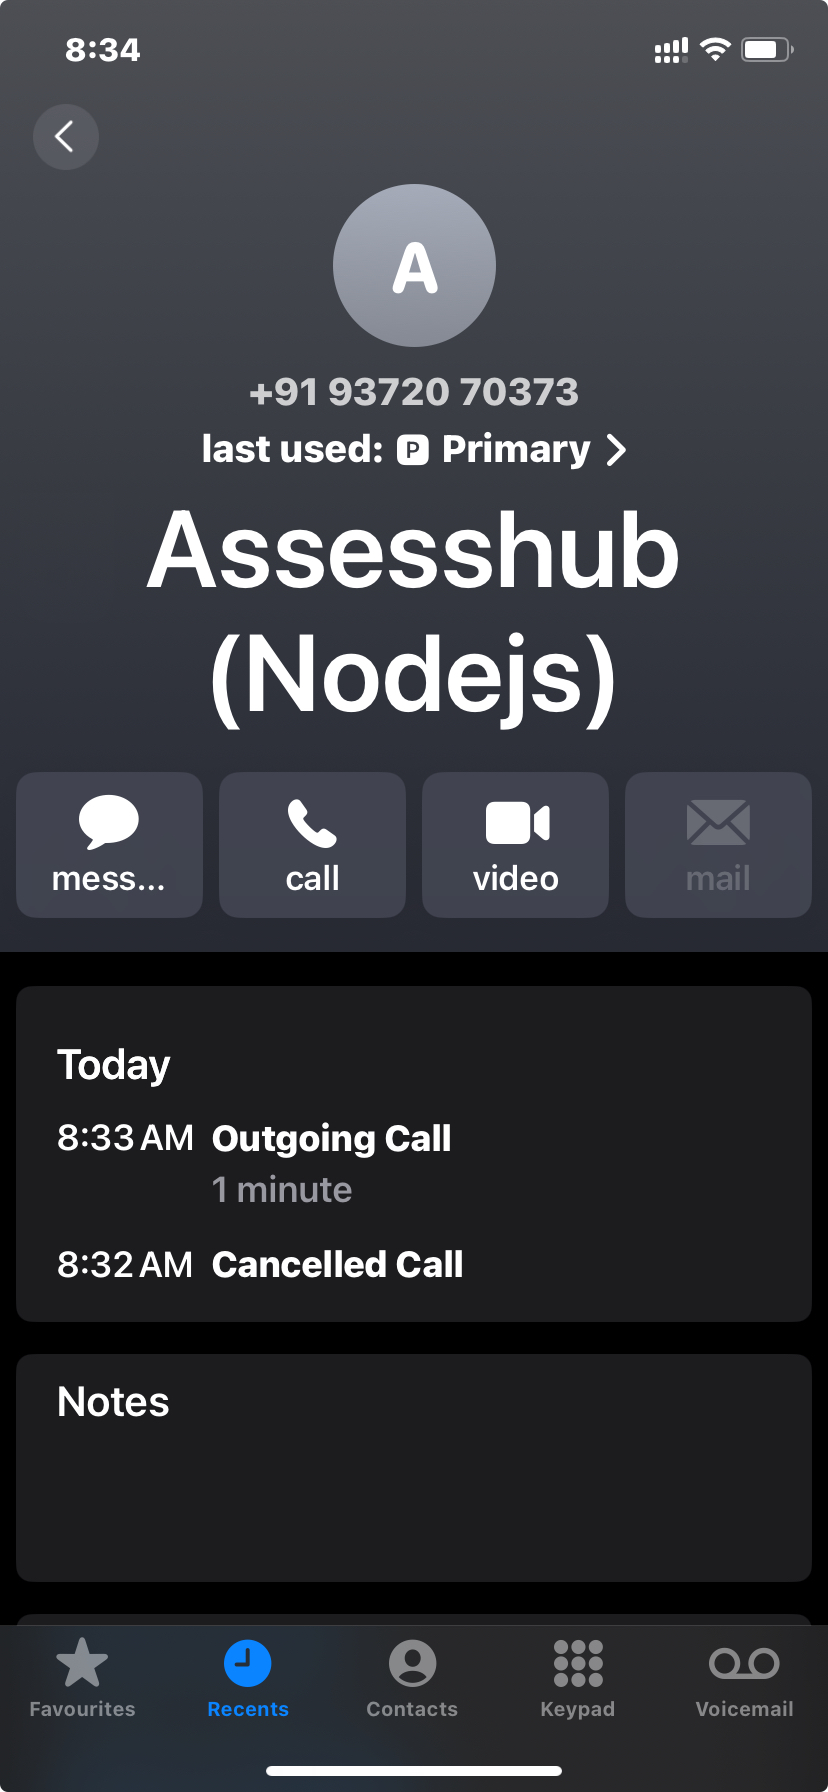 8:34
A
+91 93720 70373
last used: P Primary
Assesshub
(Nodejs)
mess...
call
video
mail
Today
8:33 AM Outgoing Call
1 minute
8:32 AM Cancelled Call
Notes
Favourites
Recents
Contacts
Keypad
Voicemail